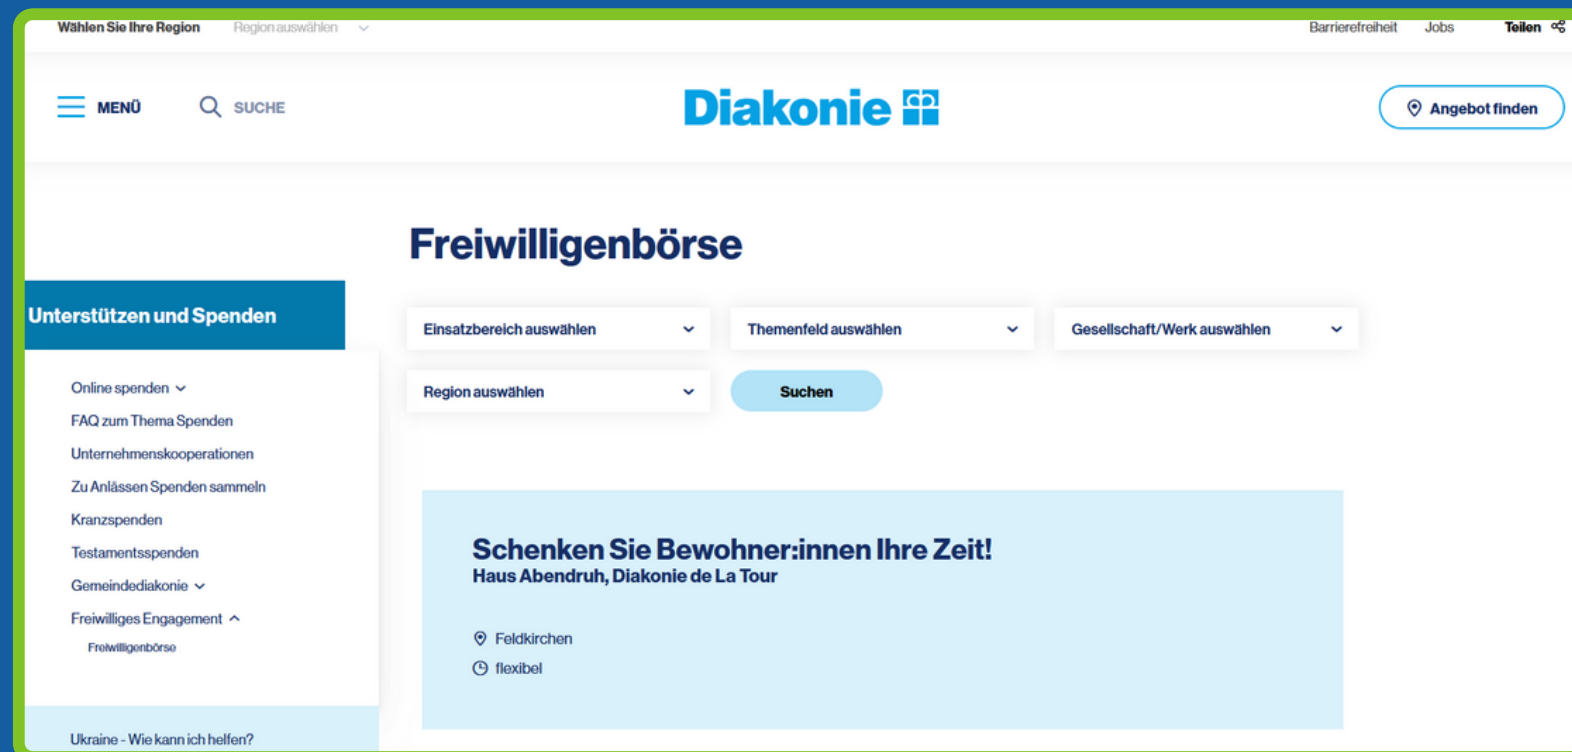 Wählen Sie Ihre Region Region auswählen Barrierefreiheit Jobs Teilen
MENÜ SUCHE Diakonie Angebot finden
Freiwilligenbörse
Unterstützen und Spenden
Einsatzbereich auswählen Themenfeld auswählen Gesellschaft/Werk auswählen
Region auswählen Suchen
Online spenden
FAQ zum Thema Spenden
Unternehmenskooperationen
Zu Anlässen Spenden sammeln
Kranzspenden
Testamentsspenden
Gemeindediakonie
Freiwilliges Engagement
Freiwilligenbörse
Ukraine - Wie kann ich helfen?
Schenken Sie Bewohner:innen Ihre Zeit!
Haus Abendruh, Diakonie de La Tour
Feldkirchen
flexibel